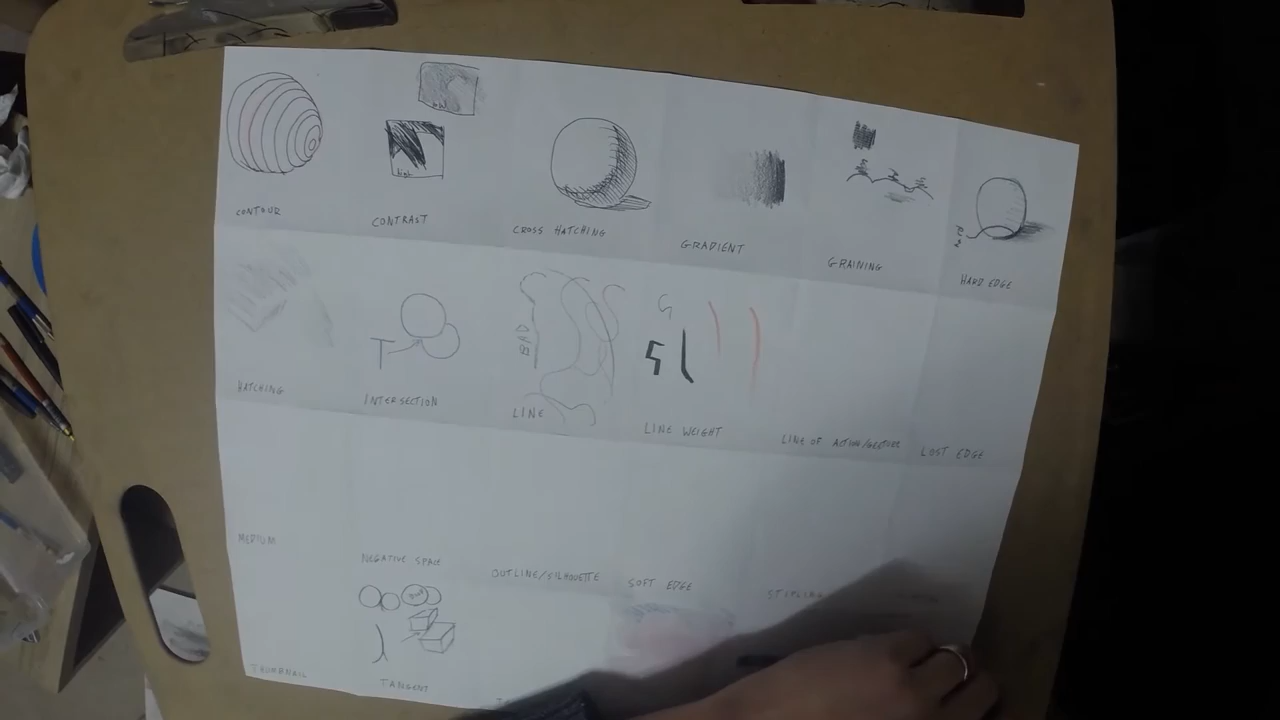 CONTOUR
CONTRAST
CROSS HATCHING
GRADIENT
GRAINING
HARD EDGE
HATCHING
INTERSECTION
LINE
LINE WEIGHT
LINE OF ACTION/GESTURE
LOST EDGE
MEDIUM
NEGATIVE SPACE
OUTLINE/SILHOUETTE
SOFT EDGE
THUMBNAIL
TANGENT